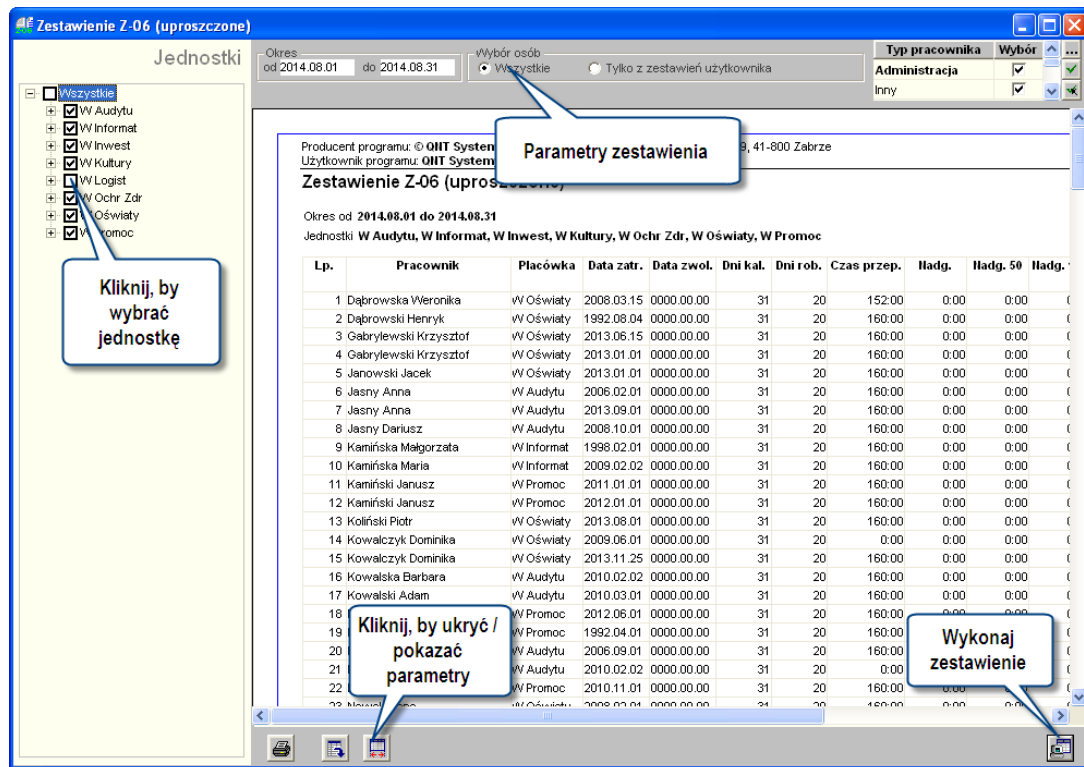 Zestawienie Z-06 (uproszczone)
Jednostki
Wszystkie
W Audytu
W Informat
W Inwest
W Kultury
W Logist
W Ochr Zdr
W Oświaty
W Promoc
Kliknij, by
wybrać
jednostkę
Okres
od 2014.08.01 do 2014.08.31
Wybór osób
Wszystkie Tylko z zestawień użytkownika
Typ pracownika Wybór ...
Administracja
Inny
Parametry zestawienia
Producent programu: © QNT System 9, 41-800 Zabrze
Użytkownik programu: QNT System
Zestawienie Z-06 (uproszczone)
Okres od 2014.08.01 do 2014.08.31
Jednostki W Audytu, W Informat, W Inwest, W Kultury, W Ochr Zdr, W Oświaty, W Promoc
Lp. Pracownik Placówka Data zatr. Data zwol. Dni kal. Dni rob. Czas przep. Nadg. Nadg. 50 Nadg.
1 Dąbrowska Weronika W Oświaty 2008.03.15 0000.00.00 31 20 152:00 0:00 0:00
2 Dąbrowski Henryk W Oświaty 1992.08.04 0000.00.00 31 20 160:00 0:00 0:00
3 Gabrylewski Krzysztof W Oświaty 2013.06.15 0000.00.00 31 20 160:00 0:00 0:00
4 Gabrylewski Krzysztof W Oświaty 2013.01.01 0000.00.00 31 20 160:00 0:00 0:00
5 Janowski Jacek W Oświaty 2013.01.01 0000.00.00 31 20 160:00 0:00 0:00
6 Jasny Anna W Audytu 2006.02.01 0000.00.00 31 20 160:00 0:00 0:00
7 Jasny Anna W Audytu 2013.09.01 0000.00.00 31 20 160:00 0:00 0:00
8 Jasny Dariusz W Audytu 2008.10.01 0000.00.00 31 20 160:00 0:00 0:00
9 Kamińska Małgorzata W Informat 1998.02.01 0000.00.00 31 20 160:00 0:00 0:00
10 Kamińska Maria W Informat 2009.02.02 0000.00.00 31 20 160:00 0:00 0:00
11 Kamiński Janusz W Promoc 2011.01.01 0000.00.00 31 20 160:00 0:00 0:00
12 Kamiński Janusz W Promoc 2012.01.01 0000.00.00 31 20 160:00 0:00 0:00
13 Koliński Piotr W Oświaty 2013.08.01 0000.00.00 31 20 160:00 0:00 0:00
14 Kowalczyk Dominika W Oświaty 2009.06.01 0000.00.00 31 20 0:00 0:00 0:00
15 Kowalczyk Dominika W Oświaty 2013.11.25 0000.00.00 31 20 160:00 0:00 0:00
16 Kowalska Barbara W Audytu 2010.02.02 0000.00.00 31 20 160:00 0:00 0:00
17 Kowalski Adam W Audytu 2010.03.01 0000.00.00 31 20 160:00 0:00 0:00
18 W Promoc 2012.06.01 0000.00.00 31 20 160:00 0:00 0:00
19 W Promoc 1992.04.01 0000.00.00 31 20 160:00
20 W Audytu 2006.09.01 0000.00.00 31 20 160:00
21 W Audytu 2010.02.02 0000.00.00 31 20 0:00
22 W Promoc 2010.11.01 0000.00.00 31 20 160:00 0:00 0:00
Kliknij, by ukryć /
pokazać
parametry
Wykonaj
zestawienie